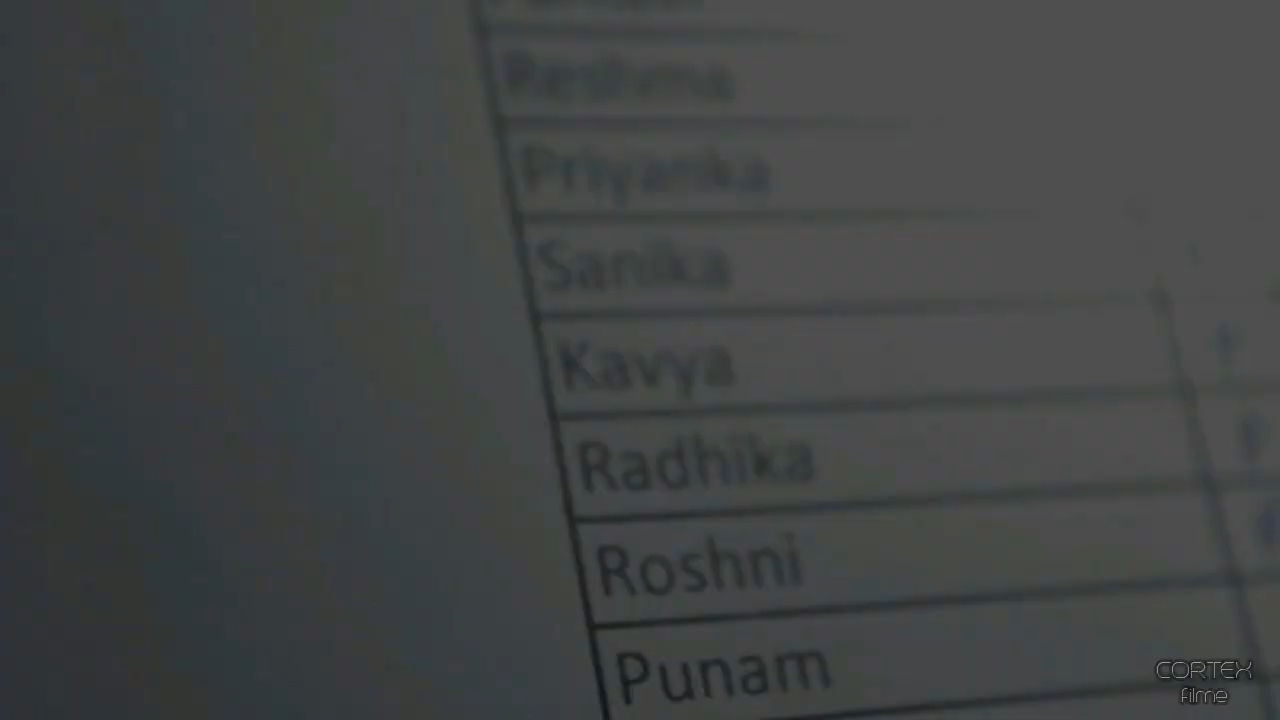 Priyanka
Sanika
Kavya
Radhika
Roshni
Punam
CORTEX
filme